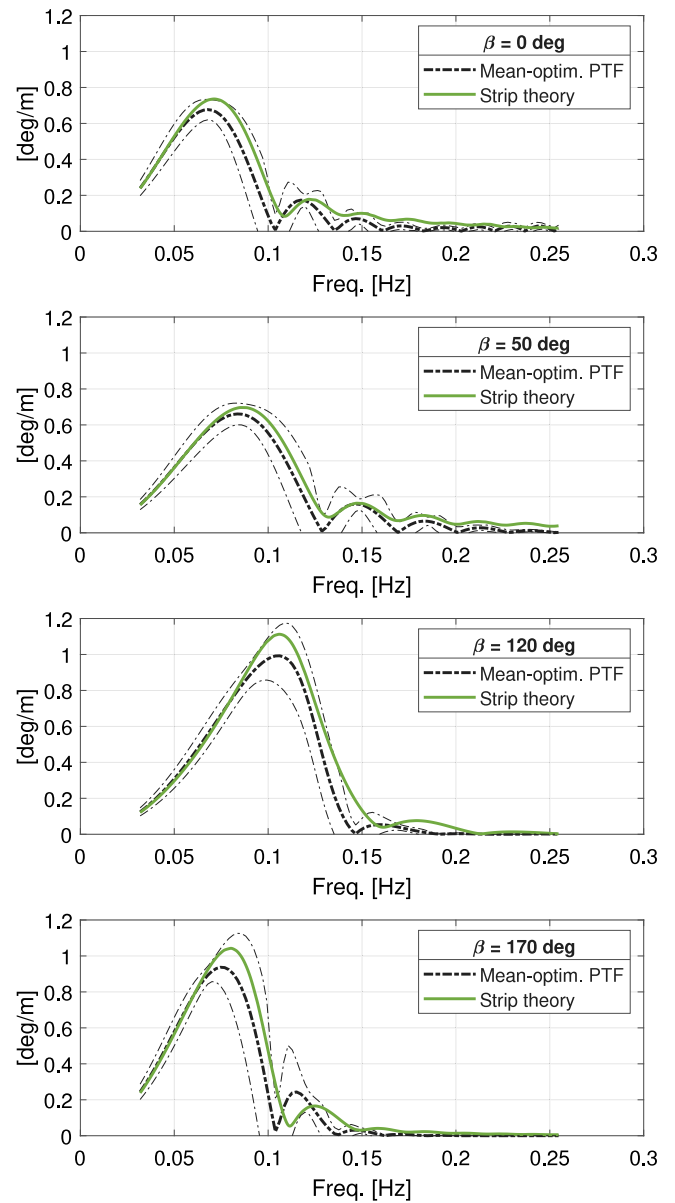 β = 0 deg
Mean-optim. PTF
Strip theory
[deg/m]
1.2
1
0.8
0.6
0.4
0.2
0
0 0.05 0.1 0.15 0.2 0.25 0.3
Freq. [Hz]
β = 50 deg
Mean-optim. PTF
Strip theory
[deg/m]
1.2
1
0.8
0.6
0.4
0.2
0
0 0.05 0.1 0.15 0.2 0.25 0.3
Freq. [Hz]
β = 120 deg
Mean-optim. PTF
Strip theory
[deg/m]
1.2
1
0.8
0.6
0.4
0.2
0
0 0.05 0.1 0.15 0.2 0.25 0.3
Freq. [Hz]
β = 170 deg
Mean-optim. PTF
Strip theory
[deg/m]
1.2
1
0.8
0.6
0.4
0.2
0
0 0.05 0.1 0.15 0.2 0.25 0.3
Freq. [Hz]